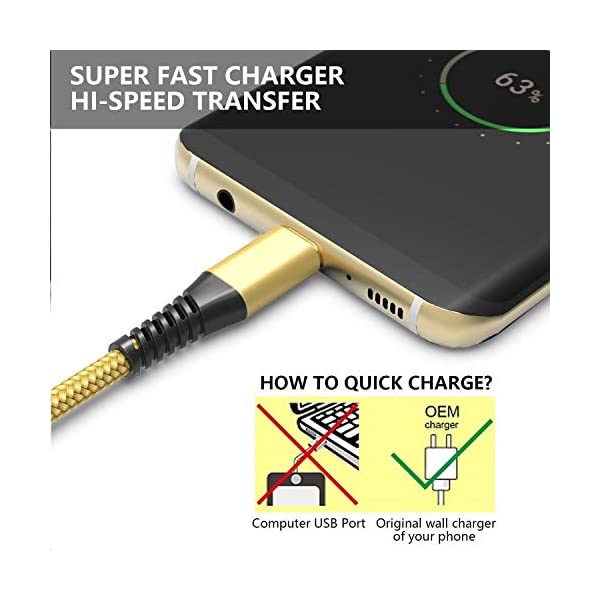 SUPER FAST CHARGER
HI-SPEED TRANSFER
63%
HOW TO QUICK CHARGE?
OEM
charger
Computer USB Port
Original wall charger
of your phone